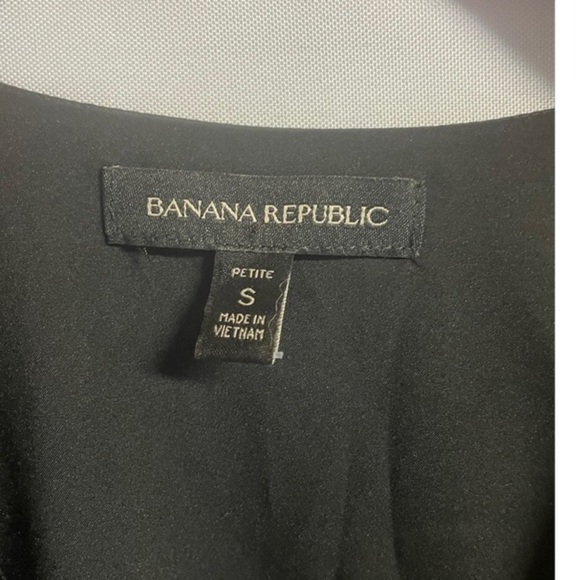 BANANA REPUBLIC
PETITE
S
MADE IN
VIETNAM